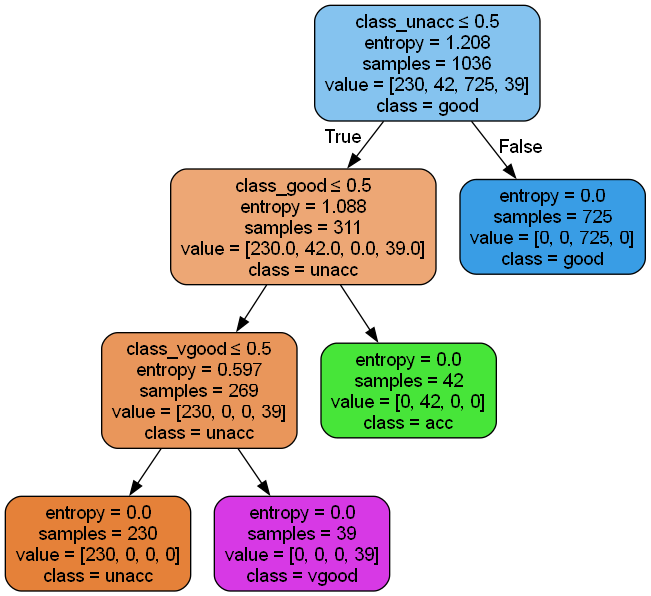 class_unacc ≤ 0.5
entropy = 1.208
samples = 1036
value = [230, 42, 725, 39]
class = good
True
False
class_good ≤ 0.5
entropy = 1.088
samples = 311
value = [230.0, 42.0, 0.0, 39.0]
class = unacc
entropy = 0.0
samples = 725
value = [0, 0, 725, 0]
class = good
class_vgood ≤ 0.5
entropy = 0.597
samples = 269
value = [230, 0, 0, 39]
class = unacc
entropy = 0.0
samples = 42
value = [0, 42, 0, 0]
class = acc
entropy = 0.0
samples = 230
value = [230, 0, 0, 0]
class = unacc
entropy = 0.0
samples = 39
value = [0, 0, 0, 39]
class = vgood